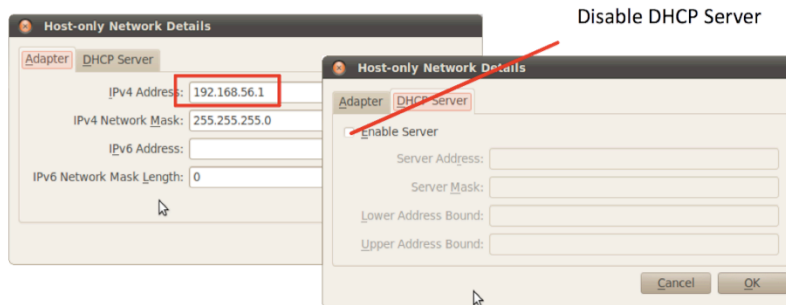 Disable DHCP Server
Host-only Network Details
Adapter DHCP Server
IPv4 Address: 192.168.56.1
IPv4 Network Mask: 255.255.255.0
IPv6 Address:
IPv6 Network Mask Length: 0
Host-only Network Details
Adapter DHCP Server
Enable Server
Server Address:
Server Mask:
Lower Address Bound:
Upper Address Bound:
Cancel OK